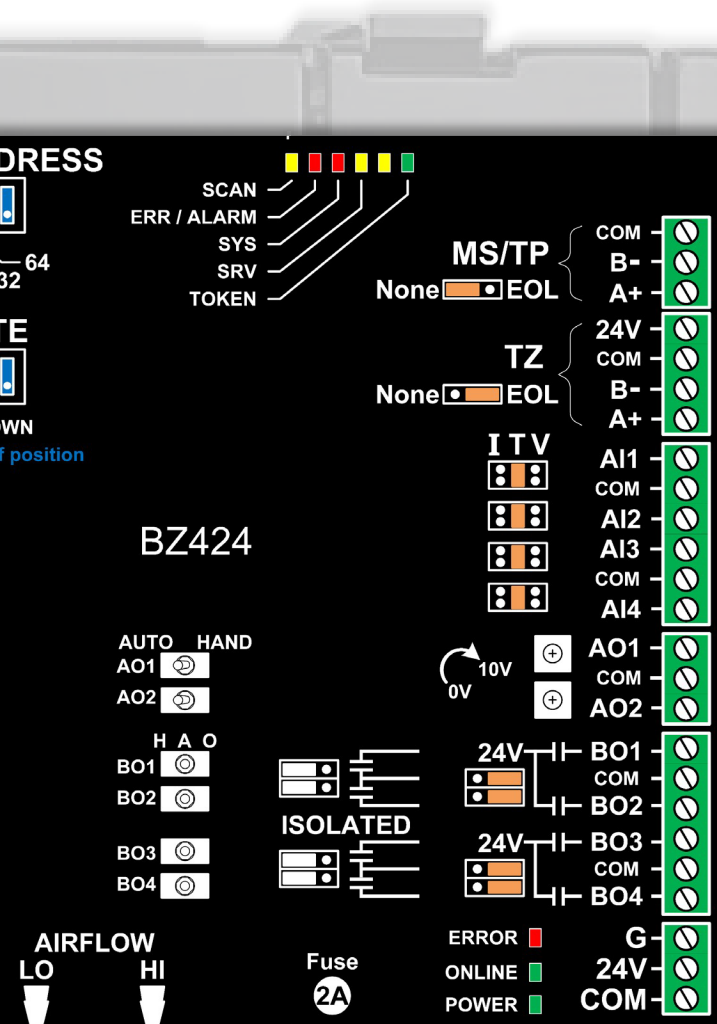 DRESS
SCAN
ERR / ALARM
SYS
SRV
TOKEN
64
32
TE
OWN
f position
MS/TP
None EOL
COM
B-
A+
TZ
None EOL
24V
COM
B-
A+
I T V
AI1
COM
AI2
AI3
COM
AI4
BZ424
AUTO HAND
AO1
AO2
10V
0V
AO1
COM
AO2
H A O
BO1
BO2
BO3
BO4
ISOLATED
24V
BO1
COM
BO2
24V
BO3
COM
BO4
AIRFLOW
LO HI
Fuse
2A
ERROR
ONLINE
POWER
G
24V
COM